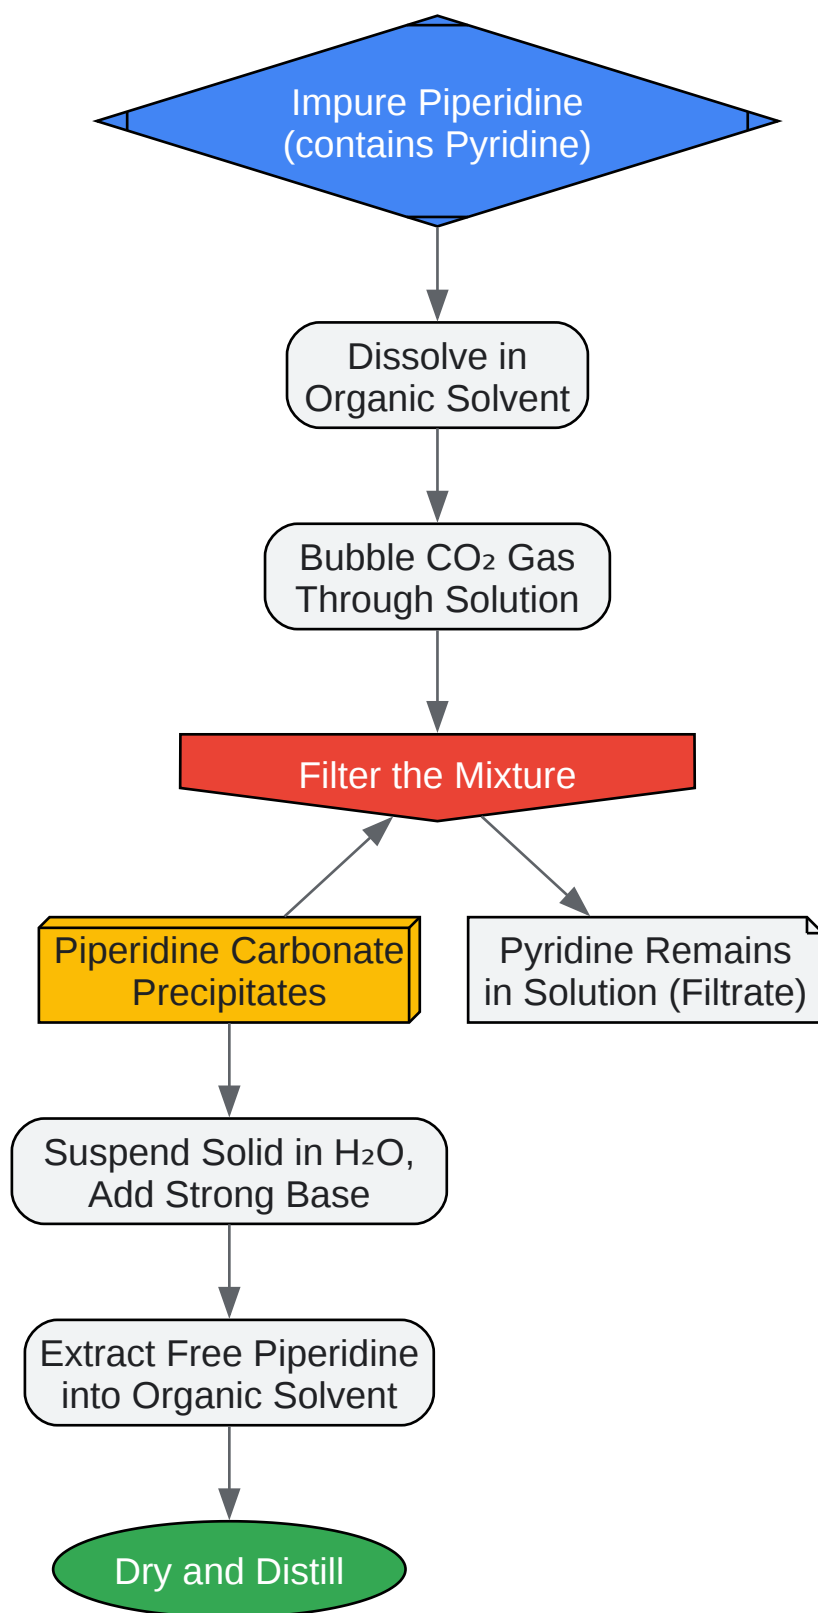 Impure Piperidine
(contains Pyridine)
Dissolve in
Organic Solvent
Bubble CO₂ Gas
Through Solution
Filter the Mixture
Piperidine Carbonate
Precipitates
Pyridine Remains
in Solution (Filtrate)
Suspend Solid in H₂O,
Add Strong Base
Extract Free Piperidine
into Organic Solvent
Dry and Distill